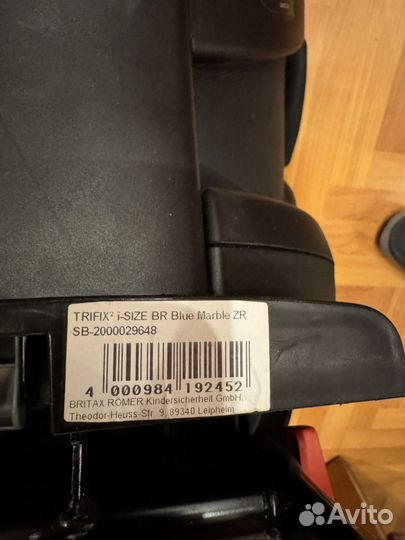 TRIFIX² i-SIZE BR Blue Marble ZR
SB-2000029648
4 000984 192452
BRITAX RÖMER Kindersicherheit GmbH,
Theodor-Heuss-Str. 9, 89340 Leipheim
Avito